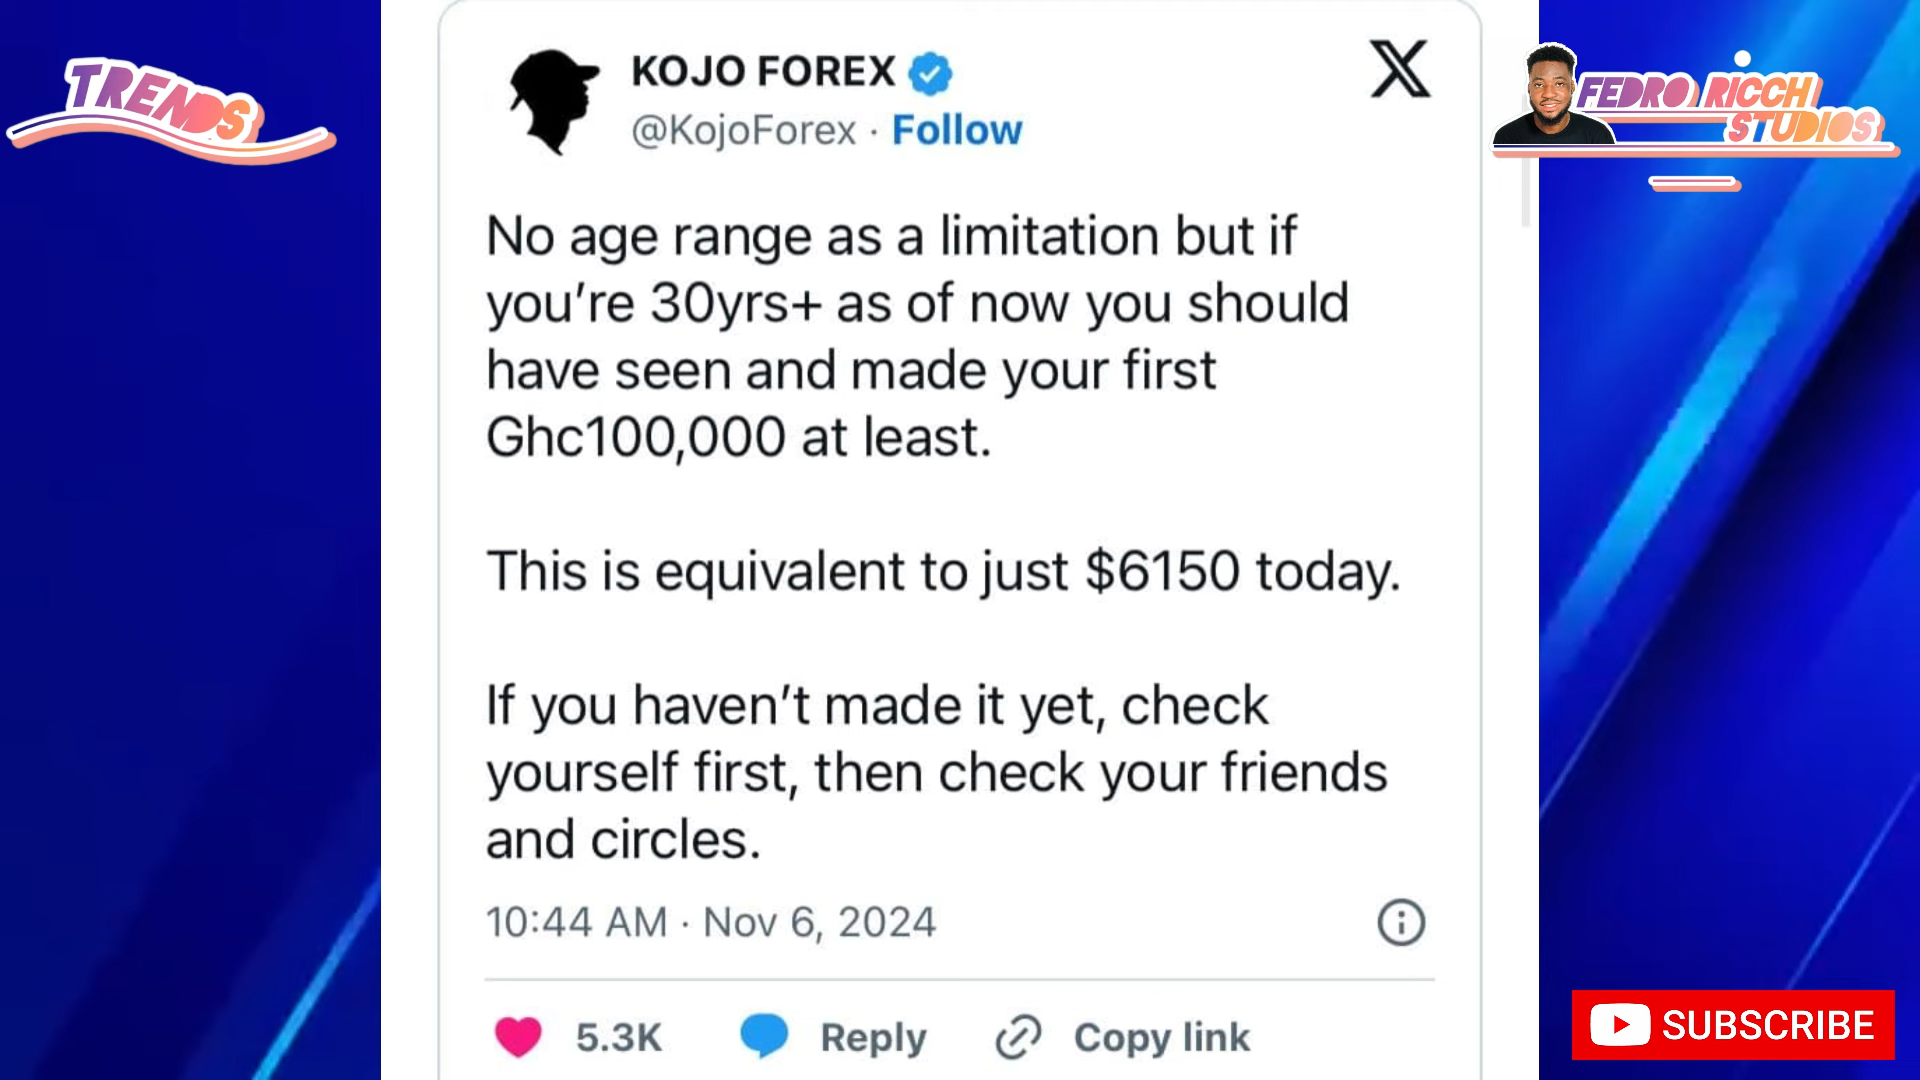 TRENDS
KOJO FOREX
@KojoForex · Follow
X
FEDRO RICCH
STUDIOS
No age range as a limitation but if
you're 30yrs+ as of now you should
have seen and made your first
Ghc100,000 at least.
This is equivalent to just $6150 today.
If you haven't made it yet, check
yourself first, then check your friends
and circles.
10:44 AM · Nov 6, 2024
5.3K
Reply
Copy link
SUBSCRIBE